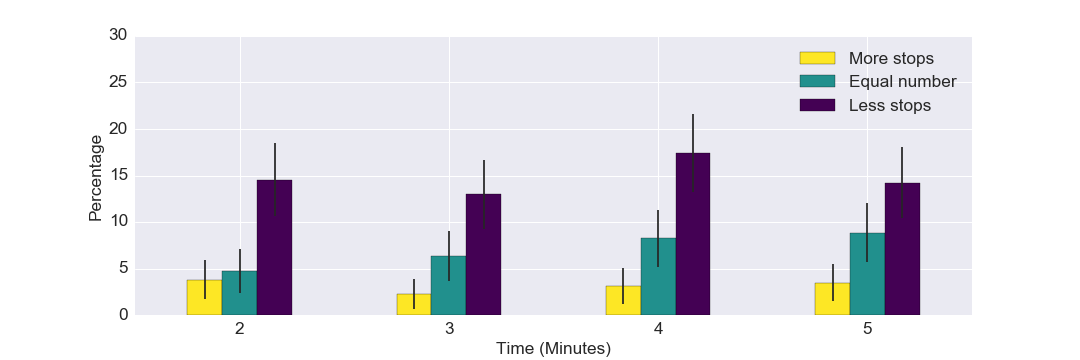 30
25
20
15
10
5
0
Percentage
More stops
Equal number
Less stops
2 3 4 5
Time (Minutes)